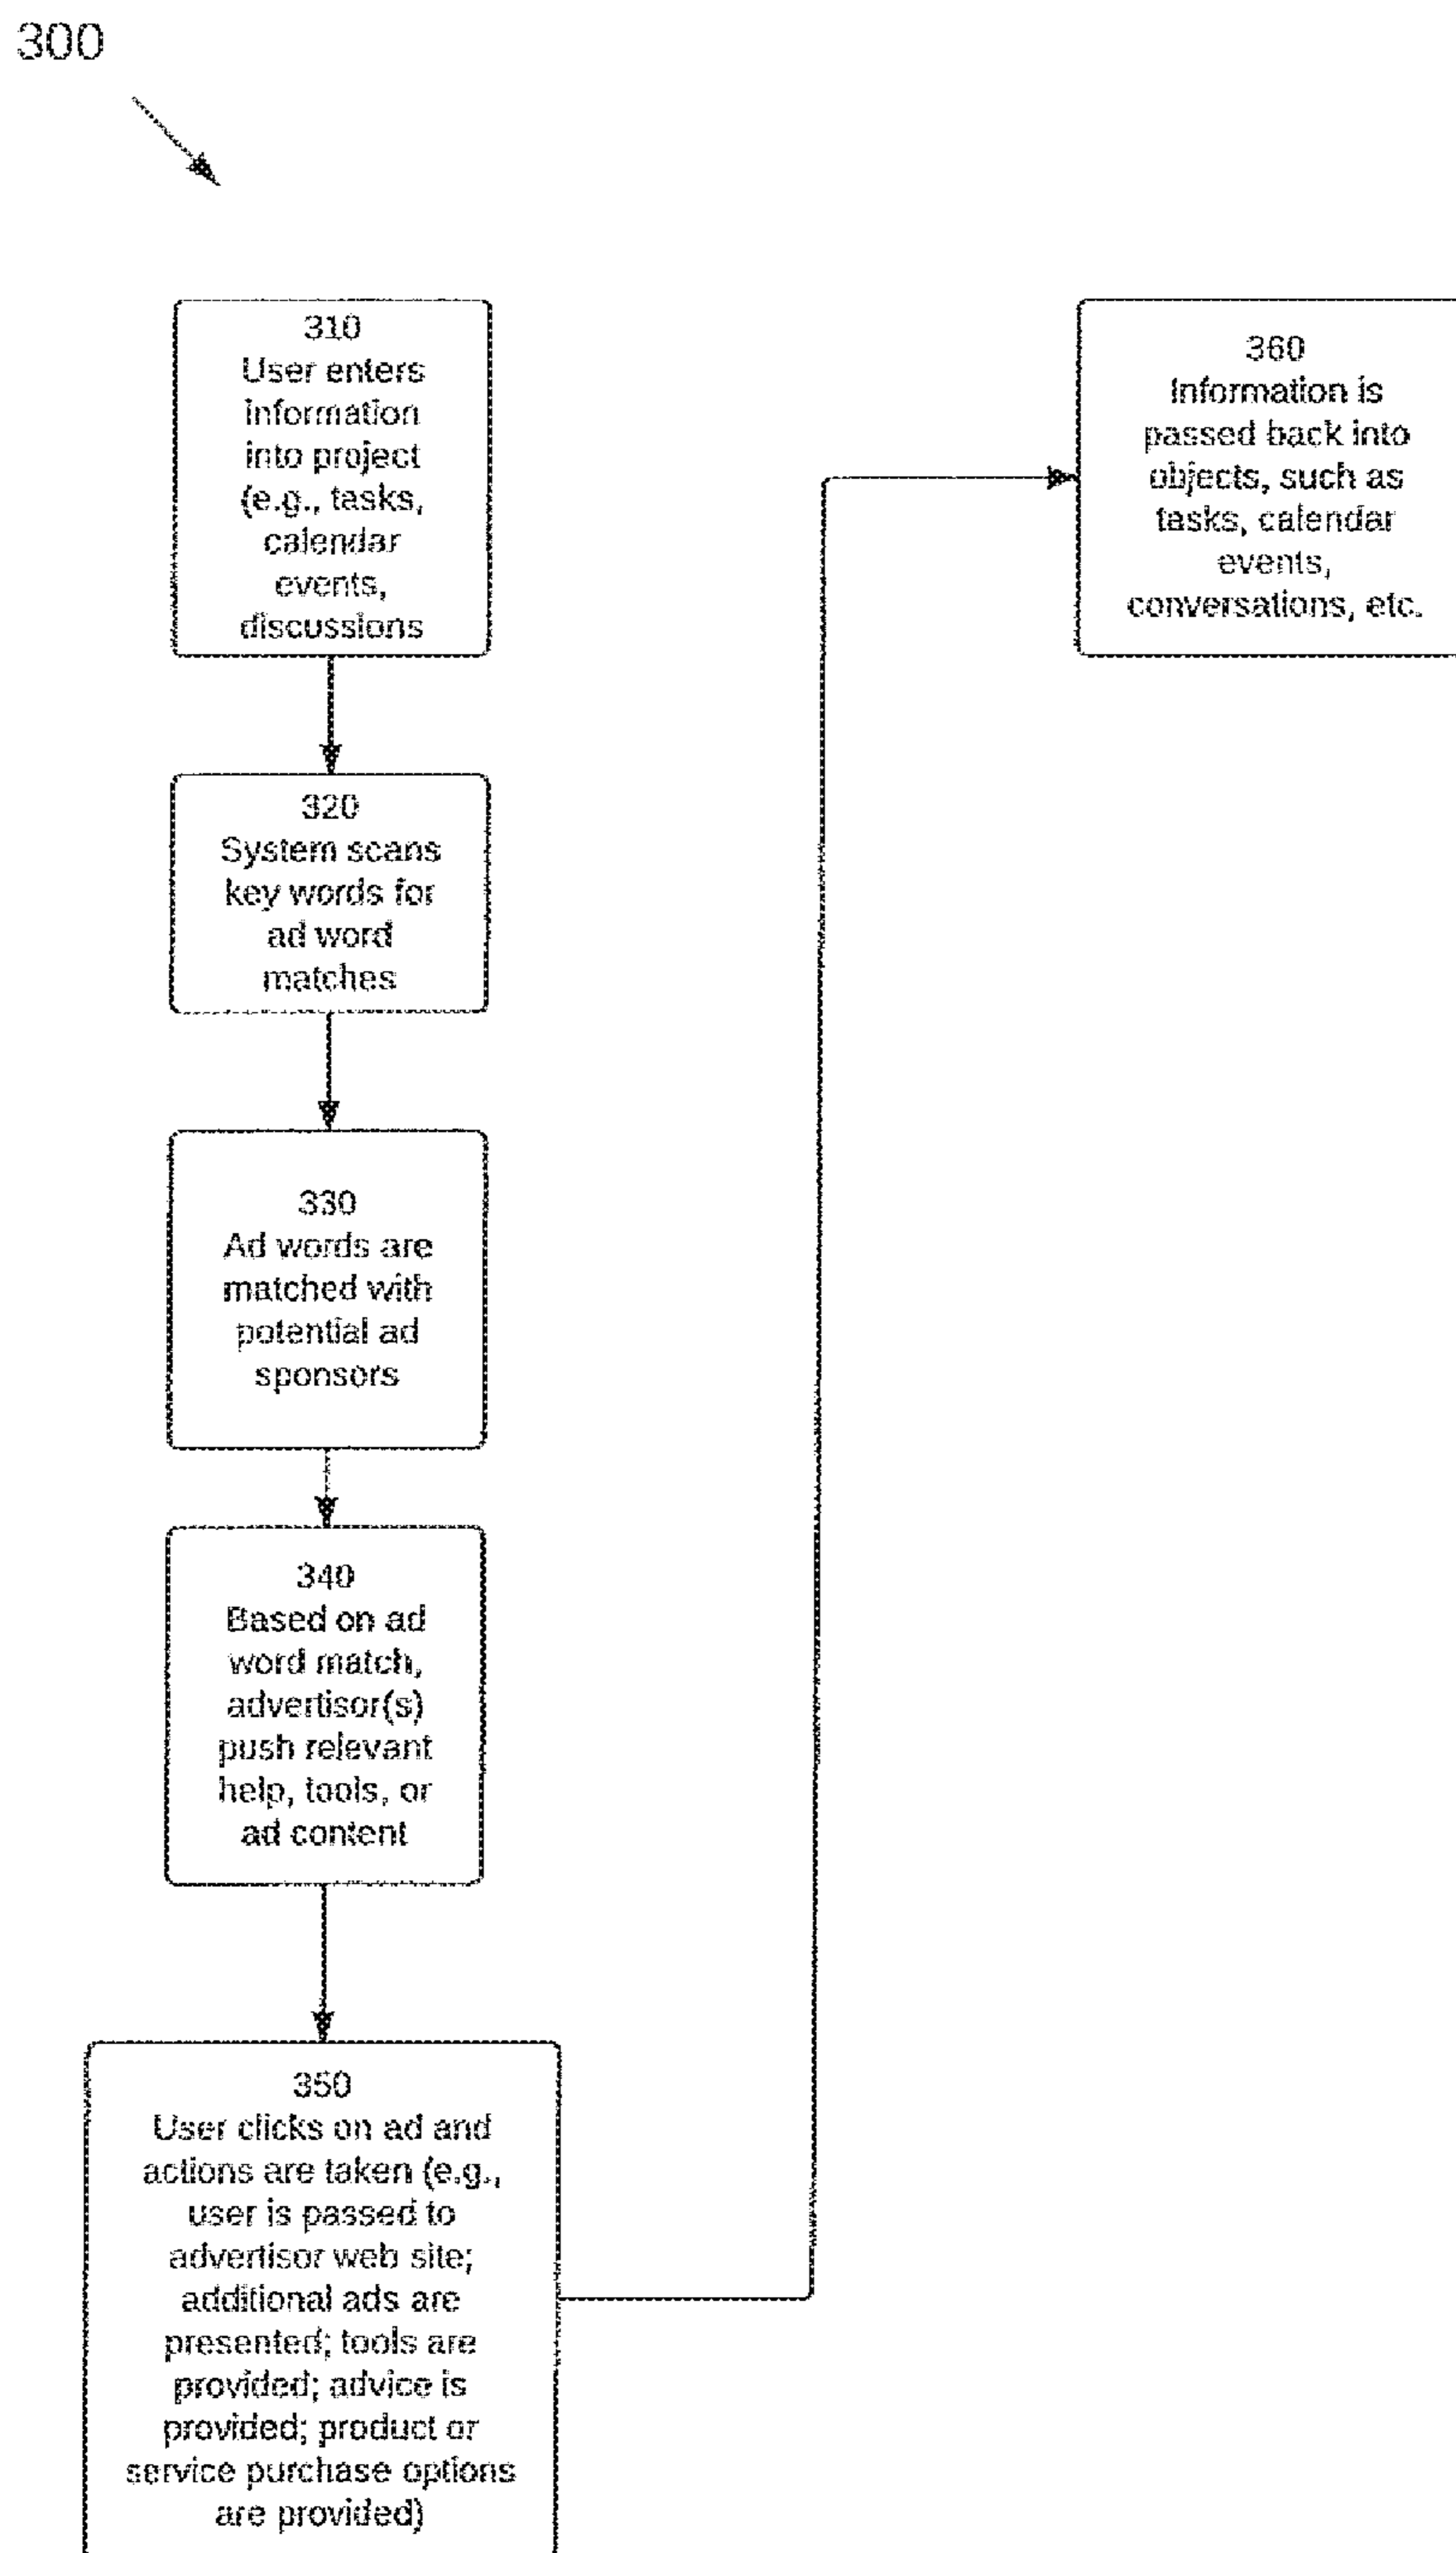 300
310
User enters
information
into project
(e.g., tasks,
calendar
events,
discussions
320
System scans
key words for
ad word
matches
330
Ad words are
matched with
potential ad
sponsors
340
Based on ad
word match,
advertisor(s)
push relevant
help, tools, or
ad content
350
User clicks on ad and
actions are taken (e.g.,
user is passed to
advertisor web site;
additional ads are
presented; tools are
provided; advice is
provided; product or
service purchase options
are provided)
360
Information is
passed back into
objects, such as
tasks, calendar
events,
conversations, etc.